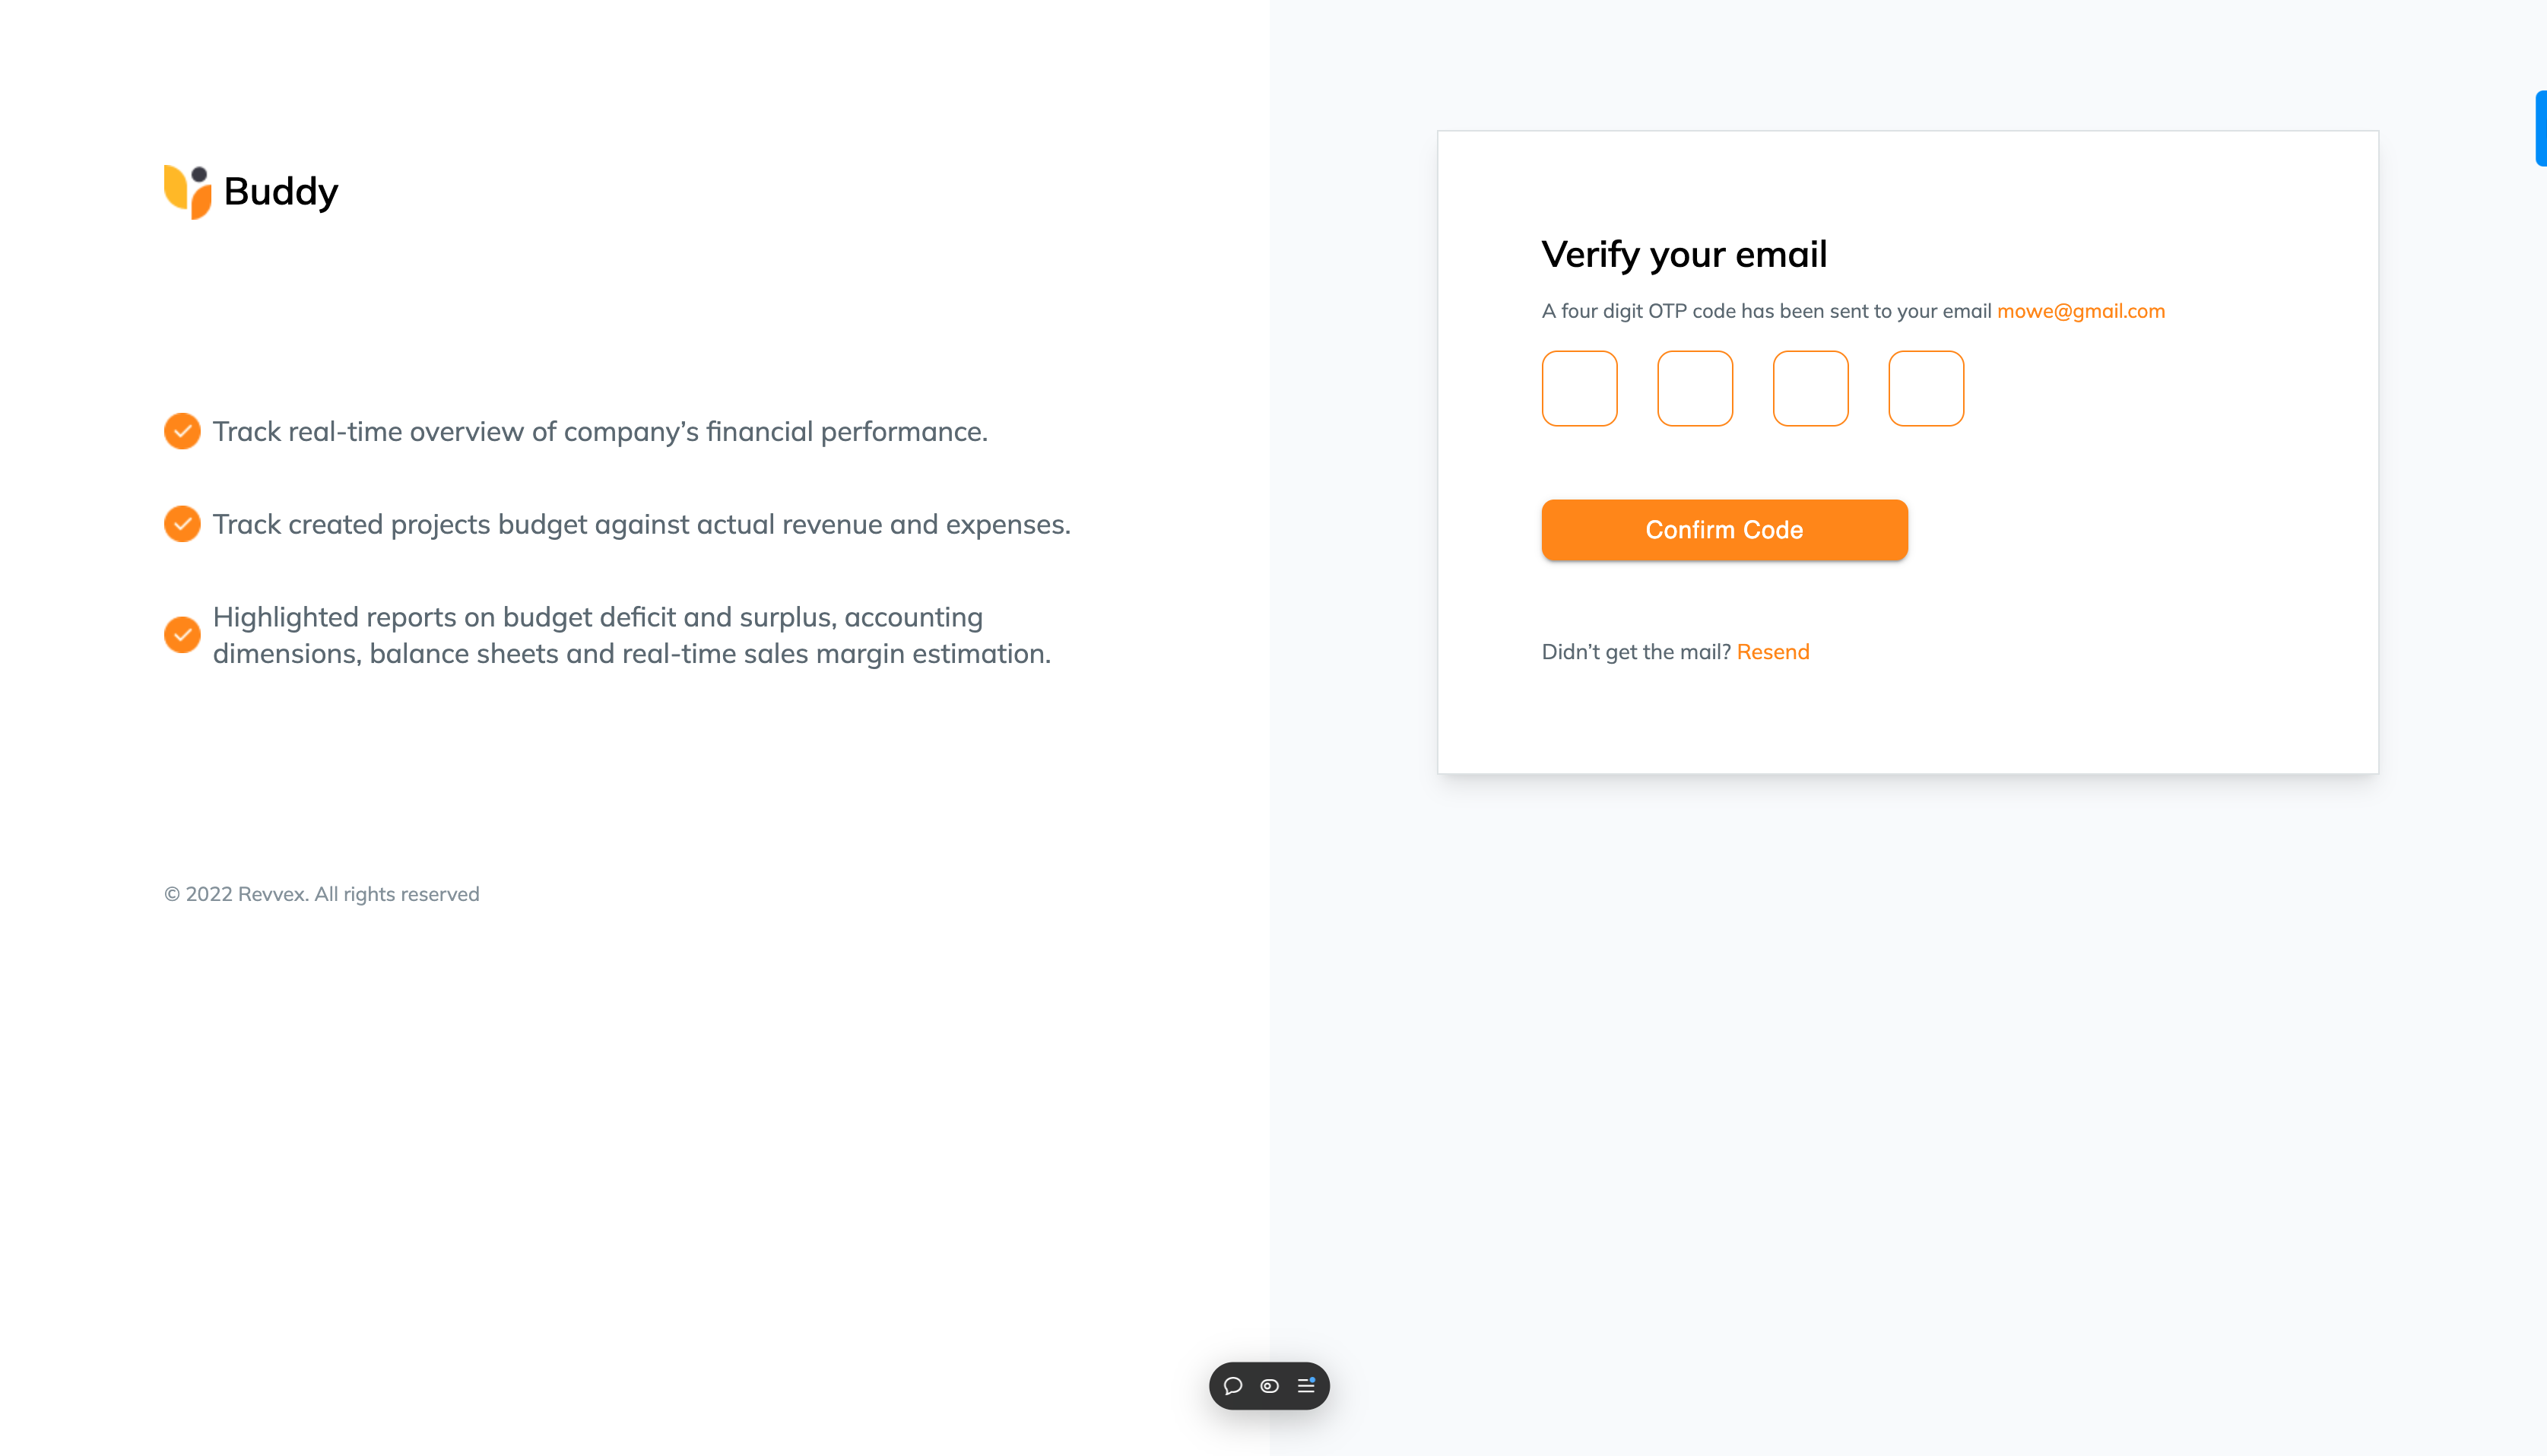 Buddy
Track real-time overview of company’s financial performance.
Track created projects budget against actual revenue and expenses.
Highlighted reports on budget deficit and surplus, accounting
dimensions, balance sheets and real-time sales margin estimation.
© 2022 Revvex. All rights reserved
Verify your email
A four digit OTP code has been sent to your email mowe@gmail.com
Confirm Code
Didn’t get the mail? Resend